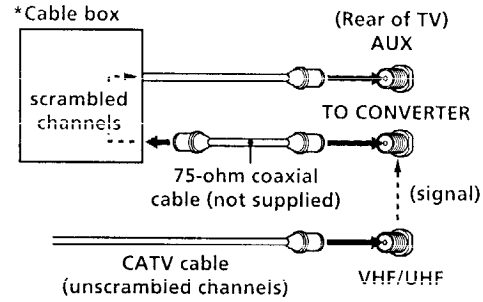 *Cable box
(Rear of TV)
AUX
scrambled
channels
TO CONVERTER
75-ohm coaxial
cable (not supplied)
(signal)
CATV cable
(unscrambled channels)
VHF/UHF